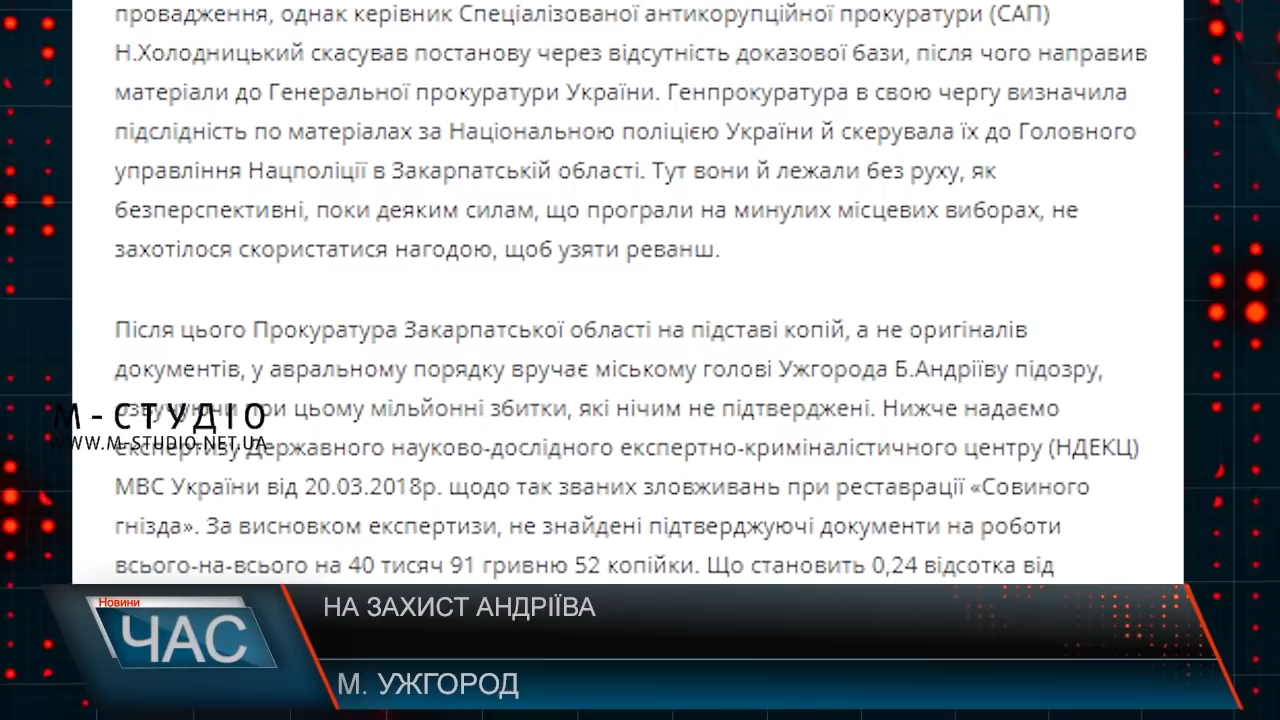 провадження, однак керівник Спеціалізованої антикорупційної прокуратури (САП)
Н.Холодницький скасував постанову через відсутність доказової бази, після чого направив
матеріали до Генеральної прокуратури України. Генпрокуратура в свою чергу визначила
підслідність по матеріалах за Національною поліцією України й скерувала їх до Головного
управління Нацполіції в Закарпатській області. Тут вони й лежали без руху, як
безперспективні, поки деяким силам, що програли на минулих місцевих виборах, не
захотілося скористатися нагодою, щоб узяти реванш.
Після цього Прокуратура Закарпатської області на підставі копій, а не оригіналів
документів, у авральному порядку вручає міському голові Ужгорода Б.Андріїву підозру,
озвучуючи при цьому мільйонні збитки, які нічим не підтверджені. Нижче надаємо
експертизу Державного науково-дослідного експертно-криміналістичного центру (НДЕКЦ)
МВС України від 20.03.2018р. щодо так званих зловживань при реставрації «Совиного
гнізда». За висновком експертизи, не знайдені підтверджуючі документи на роботи
всього-на-всього на 40 тисяч 91 гривню 52 копійки. Що становить 0,24 відсотка від
М-СТУДІО
WWW.M-STUDIO.NET.UA
Новини
ЧАС
НА ЗАХИСТ АНДРІЇВА
М. УЖГОРОД